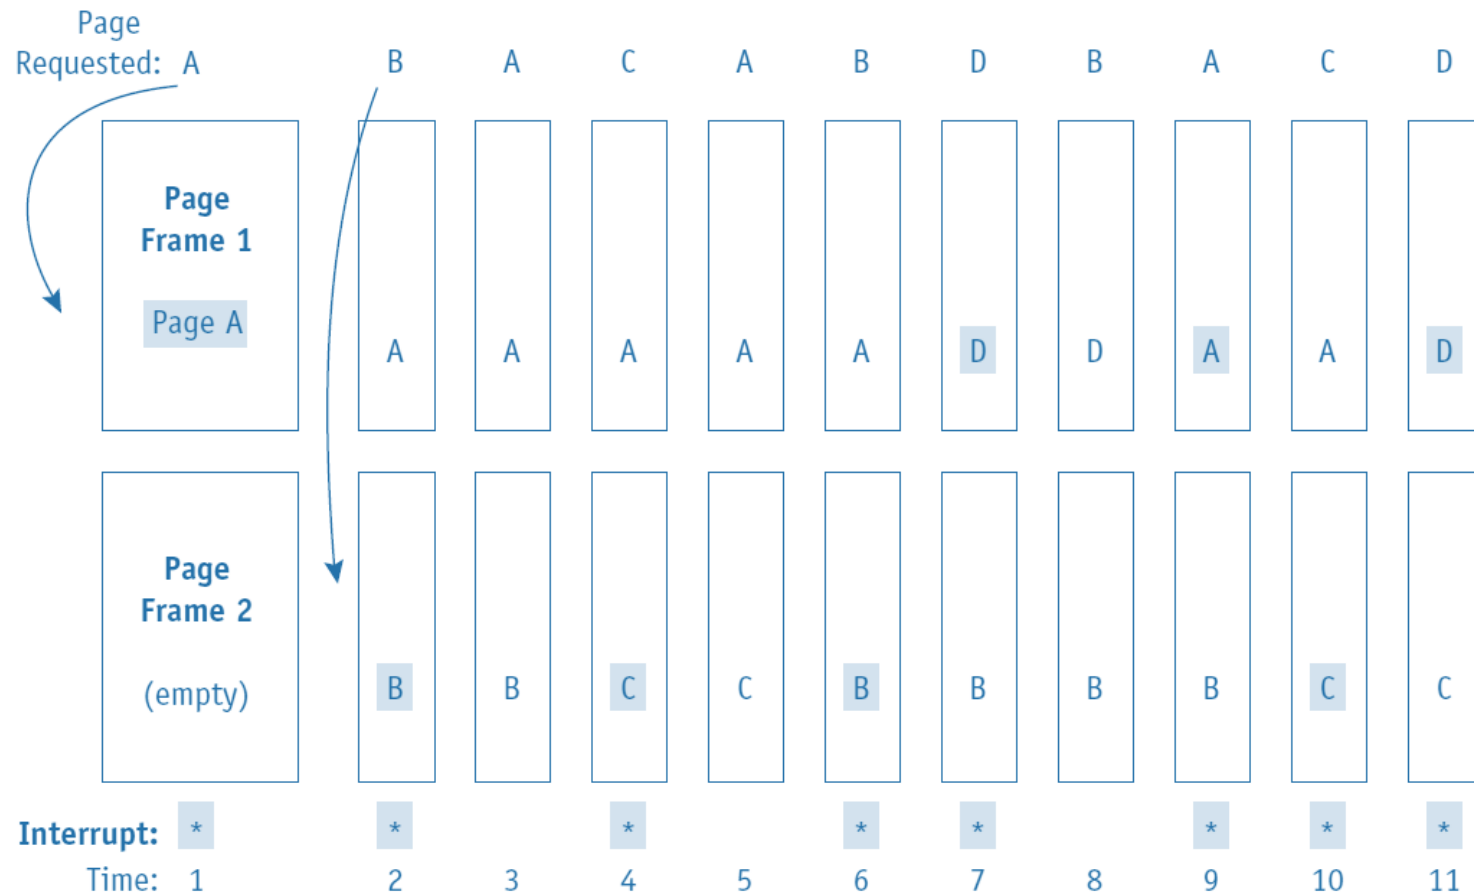 Page
Requested: A B A C A B D B A C D
Page
Frame 1
Page A
A A A A A D D A A D
Page
Frame 2
(empty)
B B C C B B B B C C
Interrupt: * * * * * * * *
Time: 1 2 3 4 5 6 7 8 9 10 11